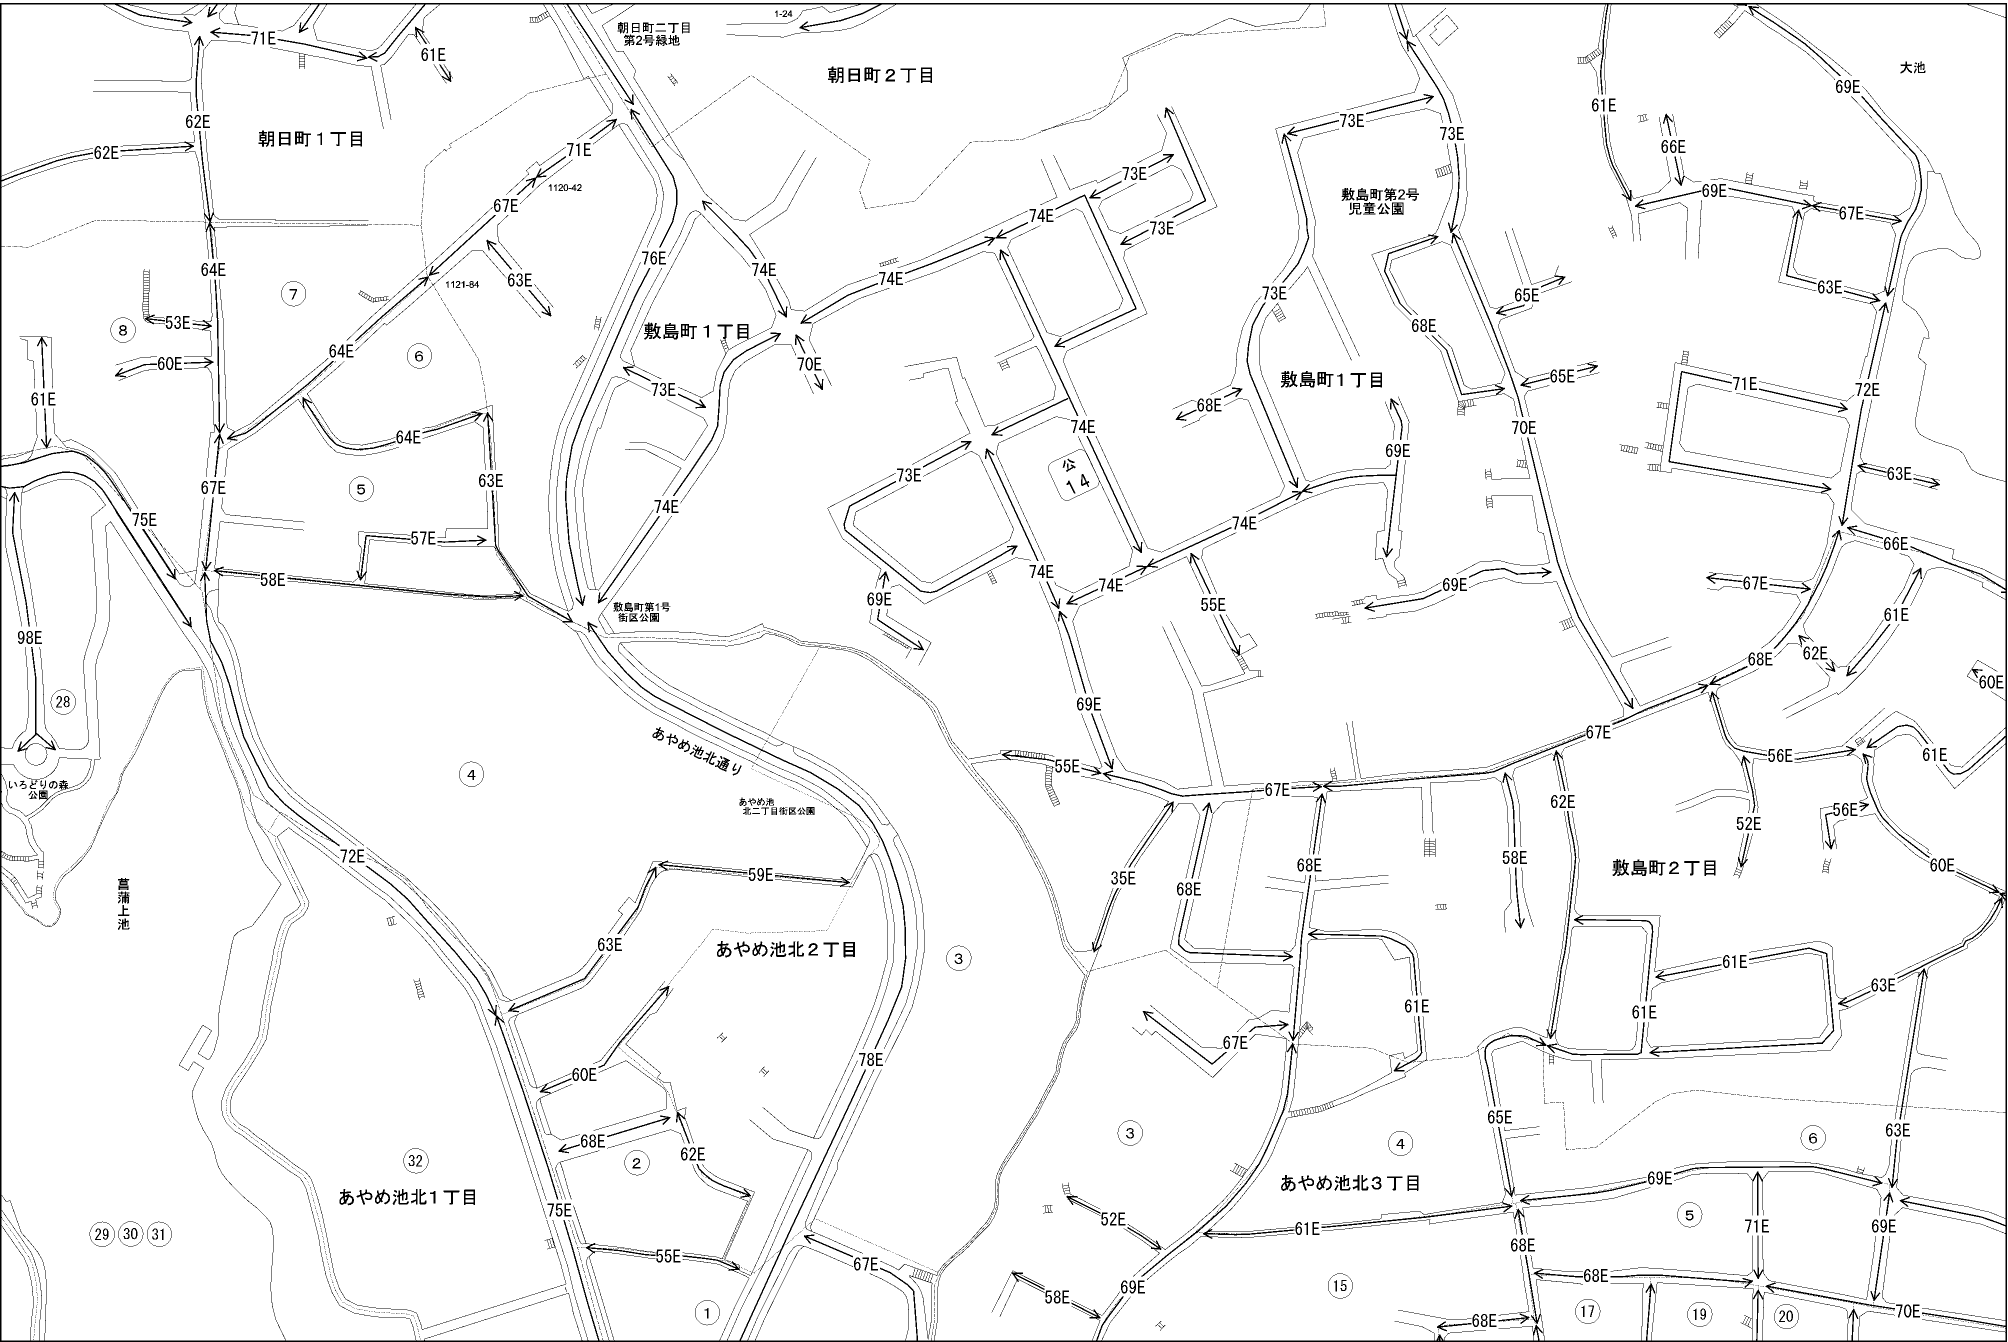 1-24
朝日町二丁目
第2号緑地
71E
61E
朝日町２丁目
大池
69E
61E
73E
73E
62E
朝日町１丁目
62E
71E
1120-42
66E
73E
69E
敷島町第2号
児童公園
67E
74E
67E
73E
76E
64E
74E
74E
63E
1121-84
73E
65E
63E
⑦
53E
⑧
敷島町１丁目
68E
64E
⑥
60E
70E
65E
敷島町１丁目
71E
73E
72E
61E
68E
64E
74E
70E
69E
73E
公
14
63E
63E
67E
⑤
74E
75E
74E
57E
66E
58E
74E
74E
69E
67E
69E
55E
敷島町第1号
街区公園
61E
98E
62E
68E
60E
㉘
69E
あやめ池北通り
67E
56E
61E
55E
いろどりの森
公園
④
67E
62E
あやめ池
北二丁目街区公園
56E
52E
72E
58E
68E
敷島町２丁目
60E
59E
35E
68E
菖蒲上池
63E
あやめ池北２丁目
③
61E
63E
61E
61E
67E
78E
60E
65E
63E
③
④
⑥
68E
62E
②
㉜
あやめ池北１丁目
あやめ池北３丁目
69E
75E
52E
⑤
71E
69E
61E
㉙
㉚
㉛
68E
55E
67E
68E
69E
⑮
58E
①
⑰
⑲
⑳
70E
68E